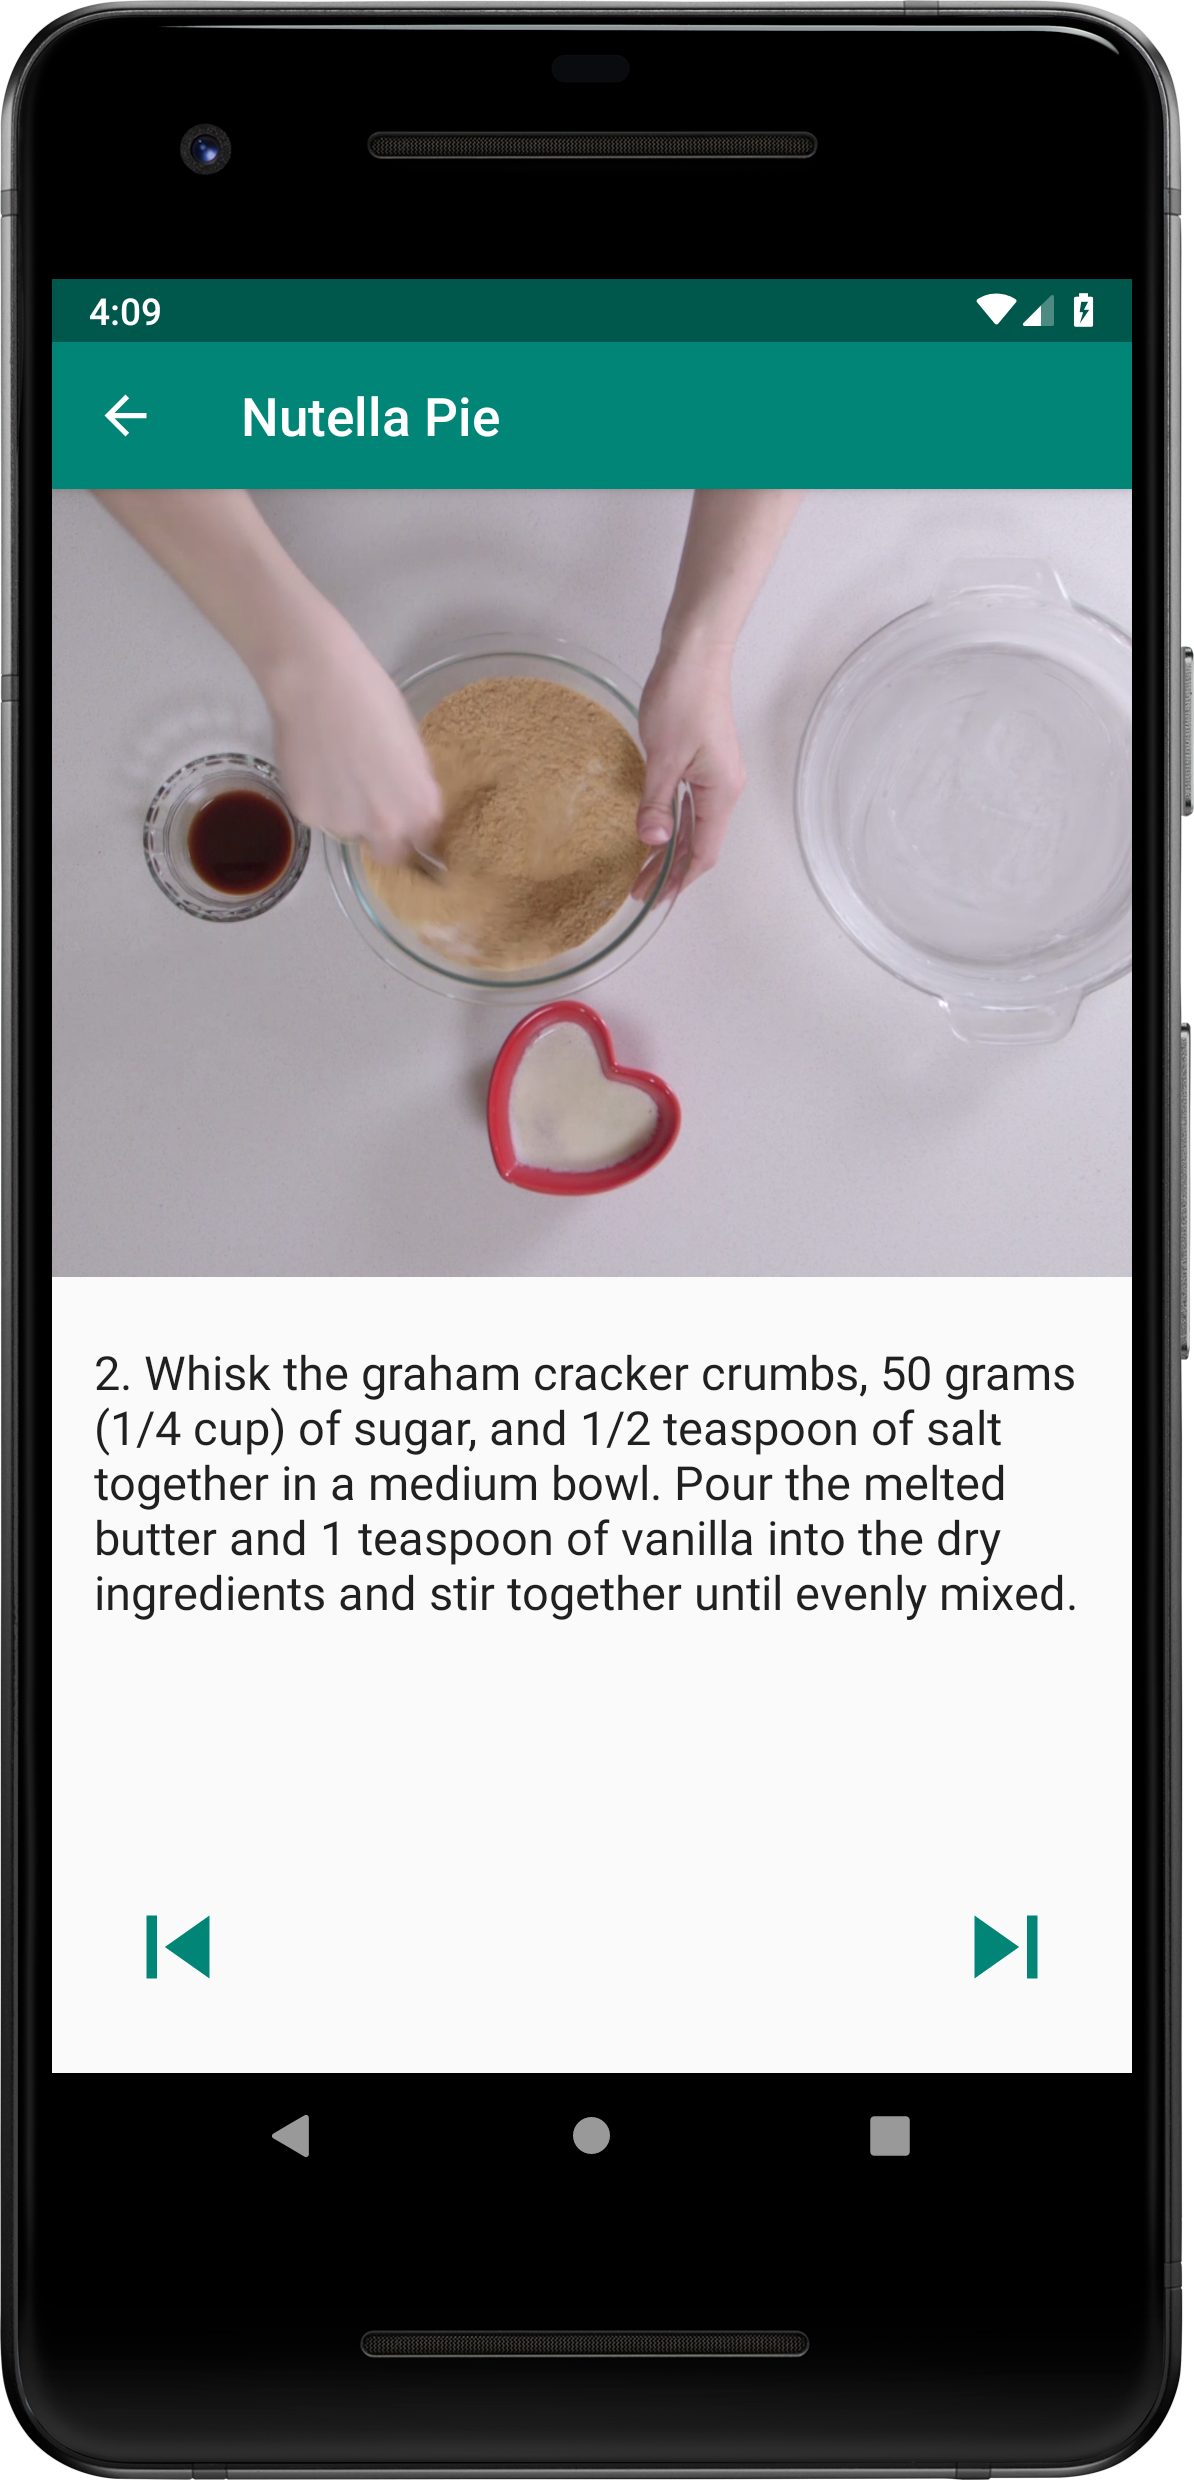 4:09
Nutella Pie
2. Whisk the graham cracker crumbs, 50 grams
(1/4 cup) of sugar, and 1/2 teaspoon of salt
together in a medium bowl. Pour the melted
butter and 1 teaspoon of vanilla into the dry
ingredients and stir together until evenly mixed.